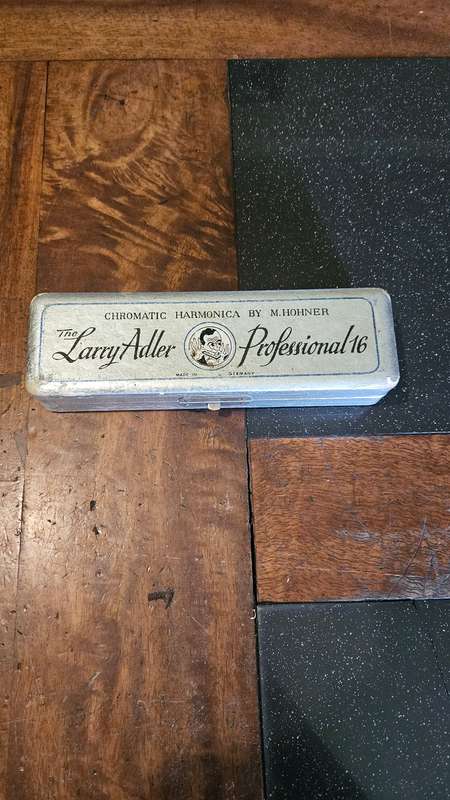 CHROMATIC HARMONICA BY M. HOHNER
The Larry Adler Professional 16
MADE IN GERMANY